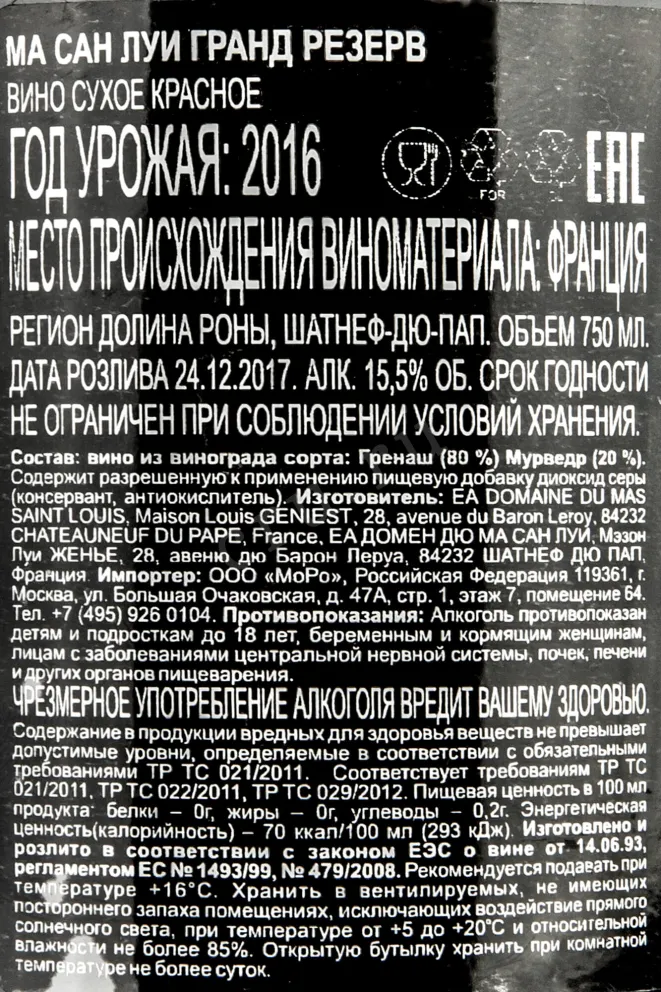 МА САН ЛУИ ГРАНД РЕЗЕРВ
ВИНО СУХОЕ КРАСНОЕ
ГОД УРОЖАЯ: 2016
FOR
EAC
МЕСТО ПРОИСХОЖДЕНИЯ ВИНОМАТЕРИАЛА: ФРАНЦИЯ
РЕГИОН ДОЛИНА РОНЫ, ШАТНЕФ-ДЮ-ПАП. ОБЪЕМ 750 МЛ.
ДАТА РОЗЛИВА 24.12.2017. АЛК. 15,5% ОБ. СРОК ГОДНОСТИ
НЕ ОГРАНИЧЕН ПРИ СОБЛЮДЕНИИ УСЛОВИЙ ХРАНЕНИЯ.
Состав: вино из винограда сорта: Гренаш (80 %) Мурведр (20 %).
Содержит разрешенную к применению пищевую добавку диоксид серы
(консервант, антиокислитель). Изготовитель: EA DOMAINE DU MAS
SAINT LOUIS, Maison Louis GENIEST, 28, avenue du Baron Leroy, 84232
CHATEAUNEUF DU PAPE, France, ЕА ДОМЕН ДЮ МА САН ЛУИ, Мэзон
Луи ЖЕНЬЕ, 28, авеню дю Барон Леруа, 84232 ШАТНЕФ ДЮ ПАП,
Франция. Импортер: ООО «МоРо», Российская Федерация 119361, г.
Москва, ул. Большая Очаковская, д. 47А, стр. 1, этаж 7, помещение 64.
Тел. +7 (495) 926 0104. Противопоказания: Алкоголь противопоказан
детям и подросткам до 18 лет, беременным и кормящим женщинам,
лицам с заболеваниями центральной нервной системы, почек, печени
и других органов пищеварения.
ЧРЕЗМЕРНОЕ УПОТРЕБЛЕНИЕ АЛКОГОЛЯ ВРЕДИТ ВАШЕМУ ЗДОРОВЬЮ.
Содержание в продукции вредных для здоровья веществ не превышает
допустимые уровни, определяемые в соответствии с обязательными
требованиями ТР ТС 021/2011. Соответствует требованиям ТР ТС
021/2011, ТР ТС 022/2011, ТР ТС 029/2012. Пищевая ценность в 100 мл
продукта: белки – 0г, жиры – 0г, углеводы – 0,2г. Энергетическая
ценность(калорийность) – 70 ккал/100 мл (293 кДж). Изготовлено и
розлито в соответствии с законом ЕЭС о вине от 14.06.93,
регламентом ЕС № 1493/99, № 479/2008. Рекомендуется подавать при
температуре +16°С. Хранить в вентилируемых, не имеющих
постороннего запаха помещениях, исключающих воздействие прямого
солнечного света, при температуре от +5 до +20°С и относительной
влажности не более 85%. Открытую бутылку хранить при комнатной
температуре не более суток.